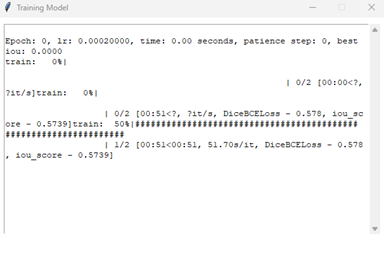 Training Model
Epoch: 0, lr: 0.00020000, time: 0.00 seconds, patience step: 0, best
iou: 0.0000
train:   0%|
| 0/2 [00:00<?,
?it/s]train:   0%|
| 0/2 [00:51<?, ?it/s, DiceBCELoss - 0.578, iou_sc
ore - 0.5739]train:  50%|###########################################
#######################
| 1/2 [00:51<00:51, 51.70s/it, DiceBCELoss - 0.578
, iou_score - 0.5739]